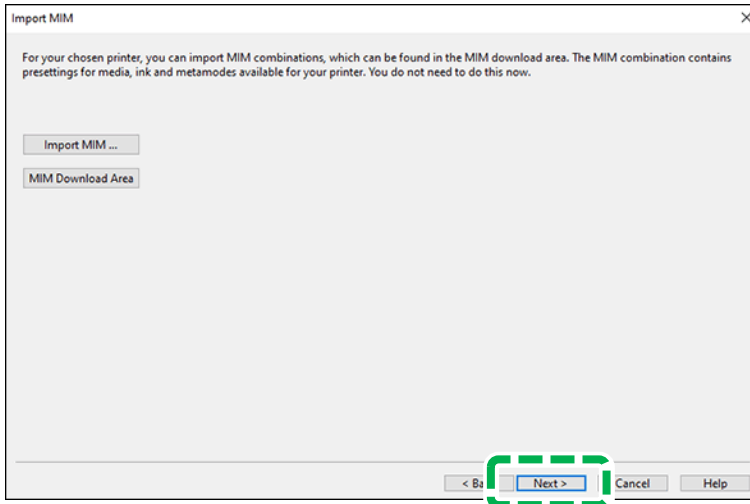 Import MIM
For your chosen printer, you can import MIM combinations, which can be found in the MIM download area. The MIM combination contains
presettings for media, ink and metamodes available for your printer. You do not need to do this now.
Import MIM ...
MIM Download Area
< Ba
Next >
Cancel
Help